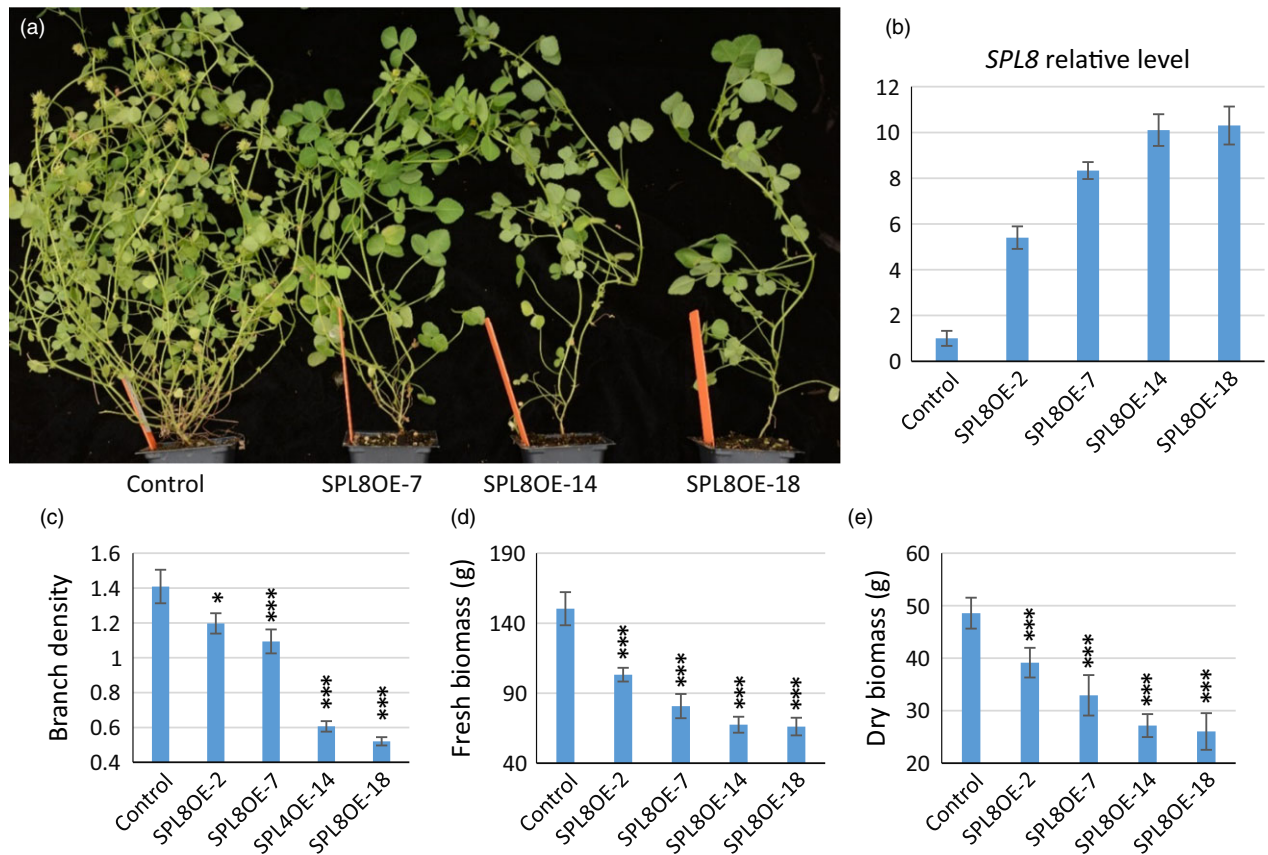 (a)
Control SPL8OE-7 SPL8OE-14 SPL8OE-18
(b)
SPL8 relative level
12
10
8
6
4
2
0
Control SPL8OE-2 SPL8OE-7 SPL8OE-14 SPL8OE-18
(c)
Branch density
1.6
1.4
1.2
1
0.8
0.6
0.4
* *** *** ***
Control SPL8OE-2 SPL8OE-7 SPL4OE-14 SPL8OE-18
(d)
Fresh biomass (g)
190
140
90
40
*** *** *** ***
Control SPL8OE-2 SPL8OE-7 SPL8OE-14 SPL8OE-18
(e)
Dry biomass (g)
60
50
40
30
20
*** *** *** ***
Control SPL8OE-2 SPL8OE-7 SPL8OE-14 SPL8OE-18